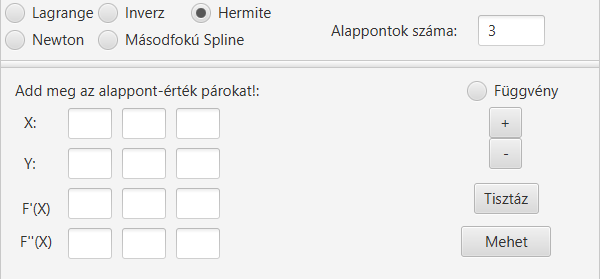 Lagrange Inverz Hermite
Newton Másodfokú Spline
Alappontok száma: 3
Add meg az alappont-érték párokat!:
Függvény
X:
+
Y:
-
F'(X)
Tisztáz
F''(X)
Mehet